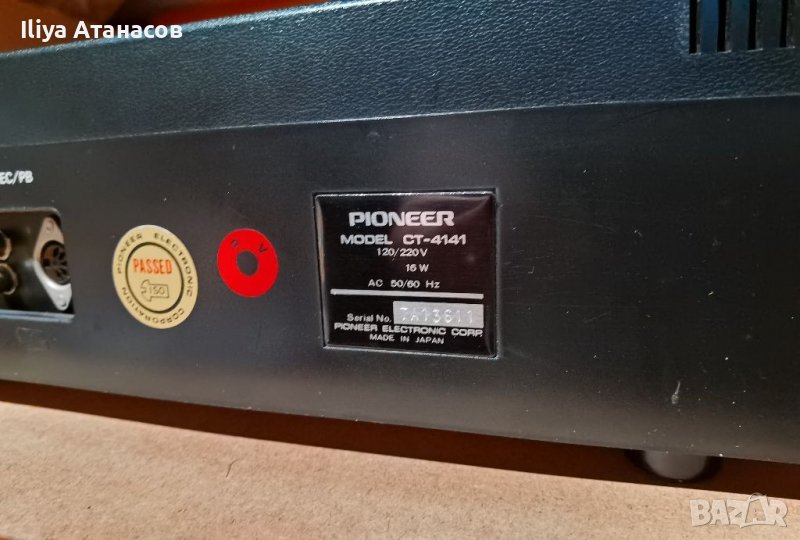 Iliya Атанасов
EC/PB
PIONEER ELECTRONIC
CORPORATION
PASSED
P V
PIONEER
MODEL CT-4141
120/220V
16 W
AC 50/60 Hz
Serial No. 7A13611
PIONEER ELECTRONIC CORP.
MADE IN JAPAN
BAZAR